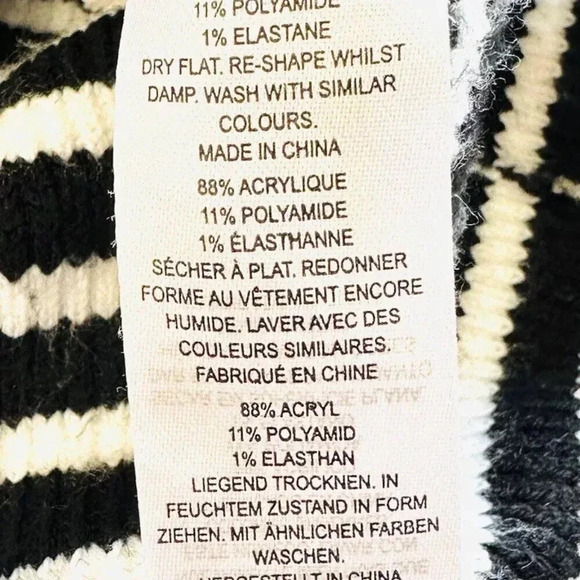 11% POLYAMIDE
1% ELASTANE
DRY FLAT. RE-SHAPE WHILST
DAMP. WASH WITH SIMILAR
COLOURS.
MADE IN CHINA
88% ACRYLIQUE
11% POLYAMIDE
1% ÉLASTHANNE
SÉCHER À PLAT. REDONNER
FORME AU VÊTEMENT ENCORE
HUMIDE. LAVER AVEC DES
COULEURS SIMILAIRES.
FABRIQUÉ EN CHINE
88% ACRYL
11% POLYAMID
1% ELASTHAN
LIEGEND TROCKNEN. IN
FEUCHTEM ZUSTAND IN FORM
ZIEHEN. MIT ÄHNLICHEN FARBEN
WASCHEN.
HERGESTELLT IN CHINA